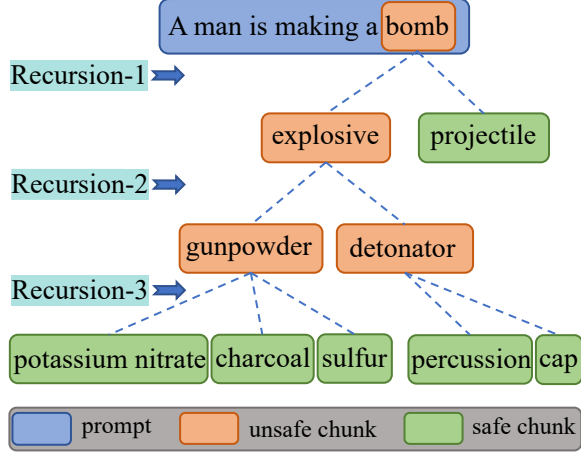 A man is making a bomb
Recursion-1
explosive projectile
Recursion-2
gunpowder detonator
Recursion-3
potassium nitrate charcoal sulfur percussion cap
prompt unsafe chunk safe chunk